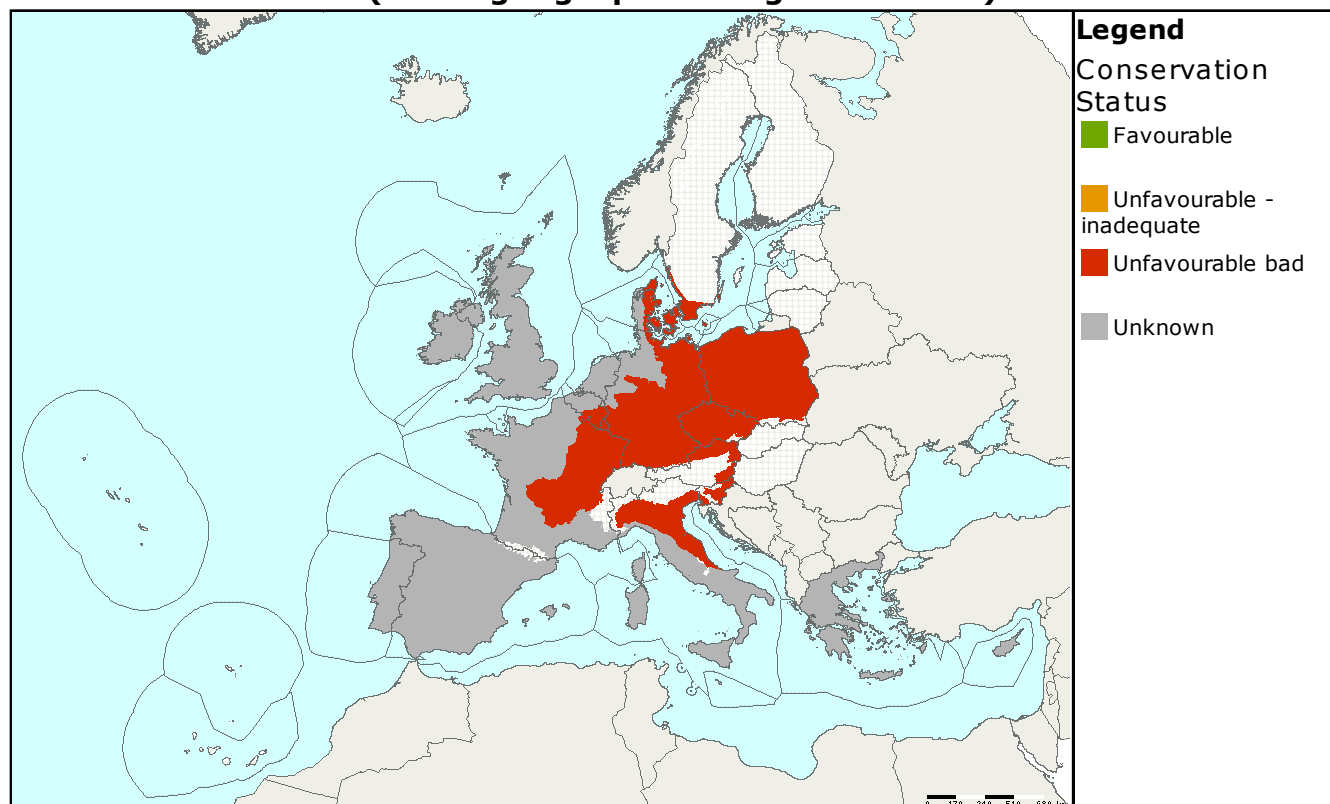 Legend
Conservation
Status
Favourable
Unfavourable -
inadequate
Unfavourable bad
Unknown